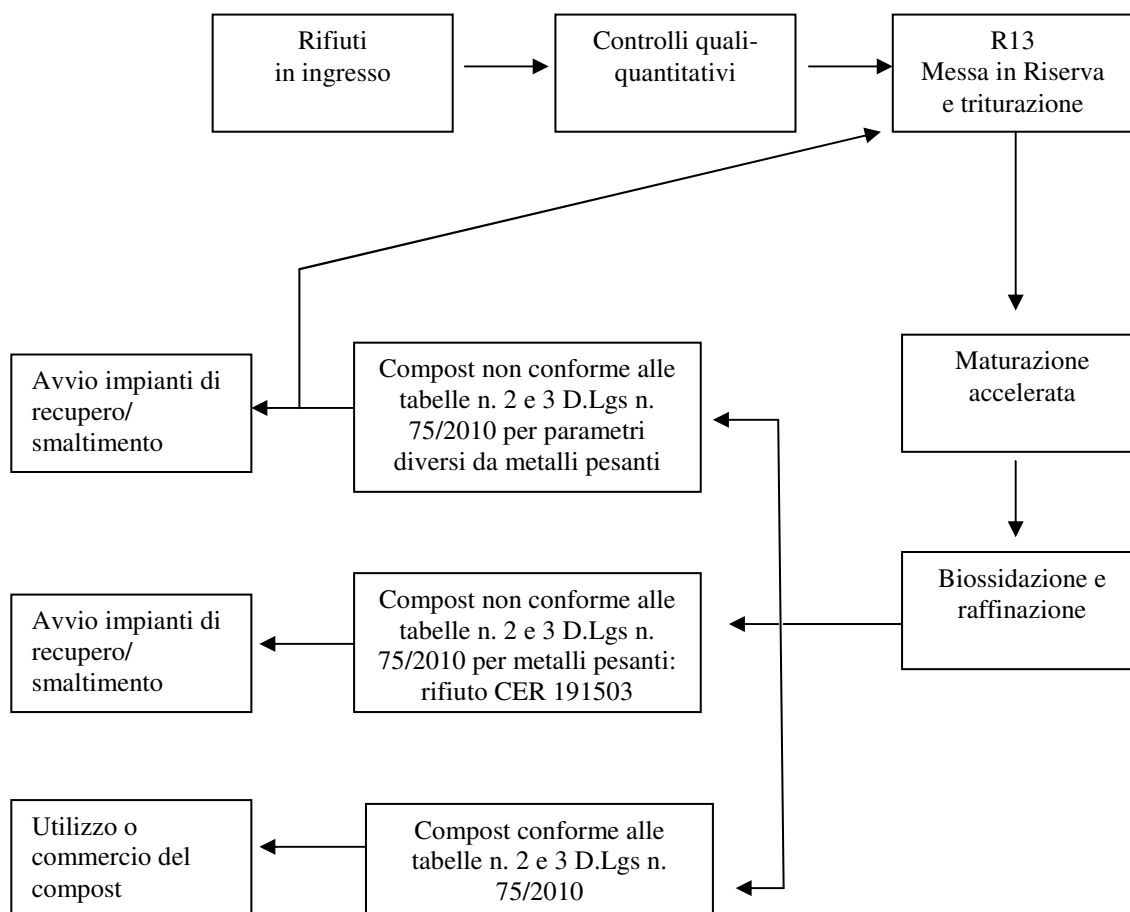 Rifiuti
in ingresso
Controlli quali-
quantitativi
R13
Messa in Riserva
e triturazione
Avvio impianti di
recupero/
smaltimento
Compost non conforme alle
tabelle n. 2 e 3 D.Lgs n.
75/2010 per parametri
diversi da metalli pesanti
Maturazione
accelerata
Avvio impianti di
recupero/
smaltimento
Compost non conforme alle
tabelle n. 2 e 3 D.Lgs n.
75/2010 per metalli pesanti:
rifiuto CER 191503
Biossidazione e
raffinazione
Utilizzo o
commercio del
compost
Compost conforme alle
tabelle n. 2 e 3 D.Lgs n.
75/2010